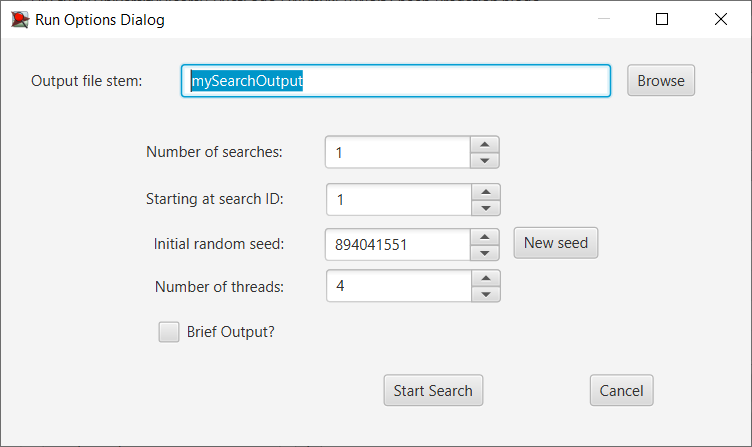 Run Options Dialog
Output file stem: mySearchOutput Browse
Number of searches: 1
Starting at search ID: 1
Initial random seed: 894041551 New seed
Number of threads: 4
Brief Output?
Start Search Cancel